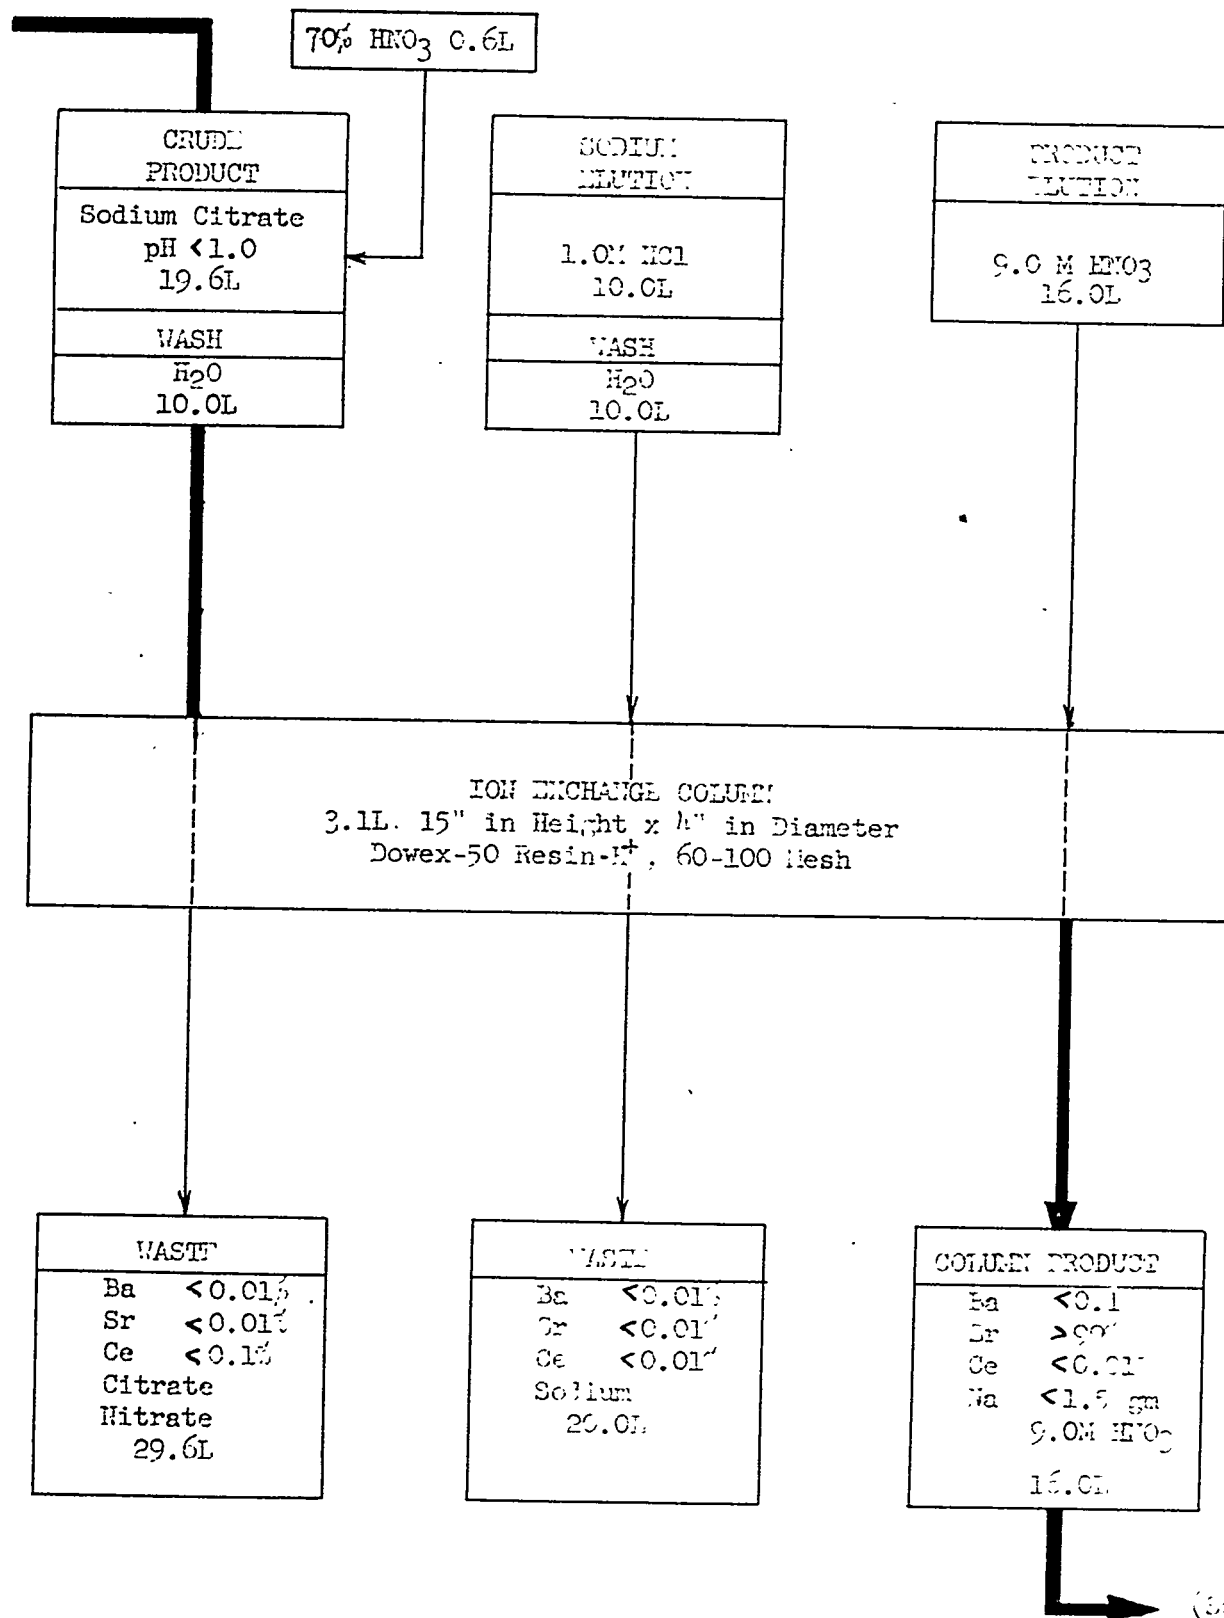 70% HNO3 0.6L
CRUDE
PRODUCT
Sodium Citrate
pH <1.0
19.6L
WASH
H2O
10.0L
SODIUM
ELUTION
1.0M HCl
10.0L
WASH
H2O
10.0L
PRODUCT
ELUTION
9.0 M HNO3
16.0L
ION EXCHANGE COLUMN
3.1L. 15" in Height x 4" in Diameter
Dowex-50 Resin-H+, 60-100 Mesh
WASTE
Ba <0.01%
Sr <0.01%
Ce <0.1%
Citrate
Nitrate
29.6L
WASTE
Ba <0.01%
Sr <0.01%
Ce <0.01%
Sodium
20.0L
COLUMN PRODUCT
Ba <0.1
Sr >99%
Ce <0.01
Na <1.5 gm
9.0M HNO3
16.0L